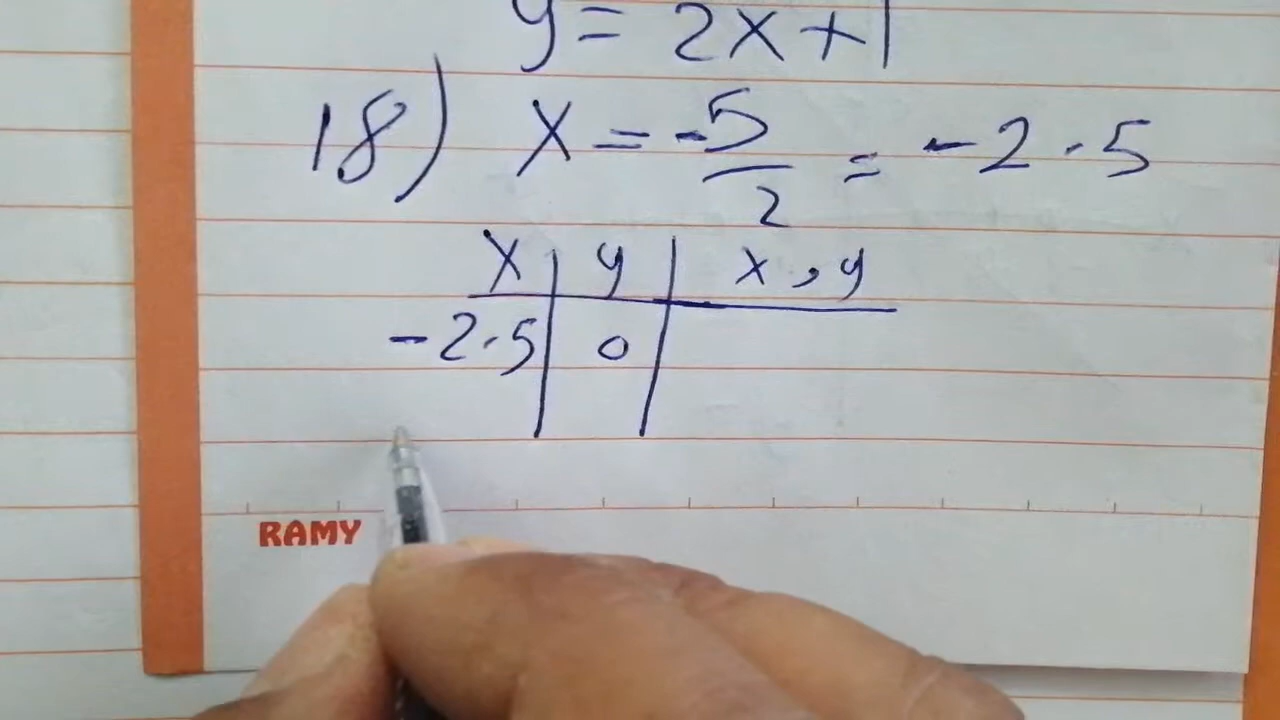 y = 2x+1
18) x = -5/2 = -2.5
x | y | x, y
-2.5 | 0 |
RAMY